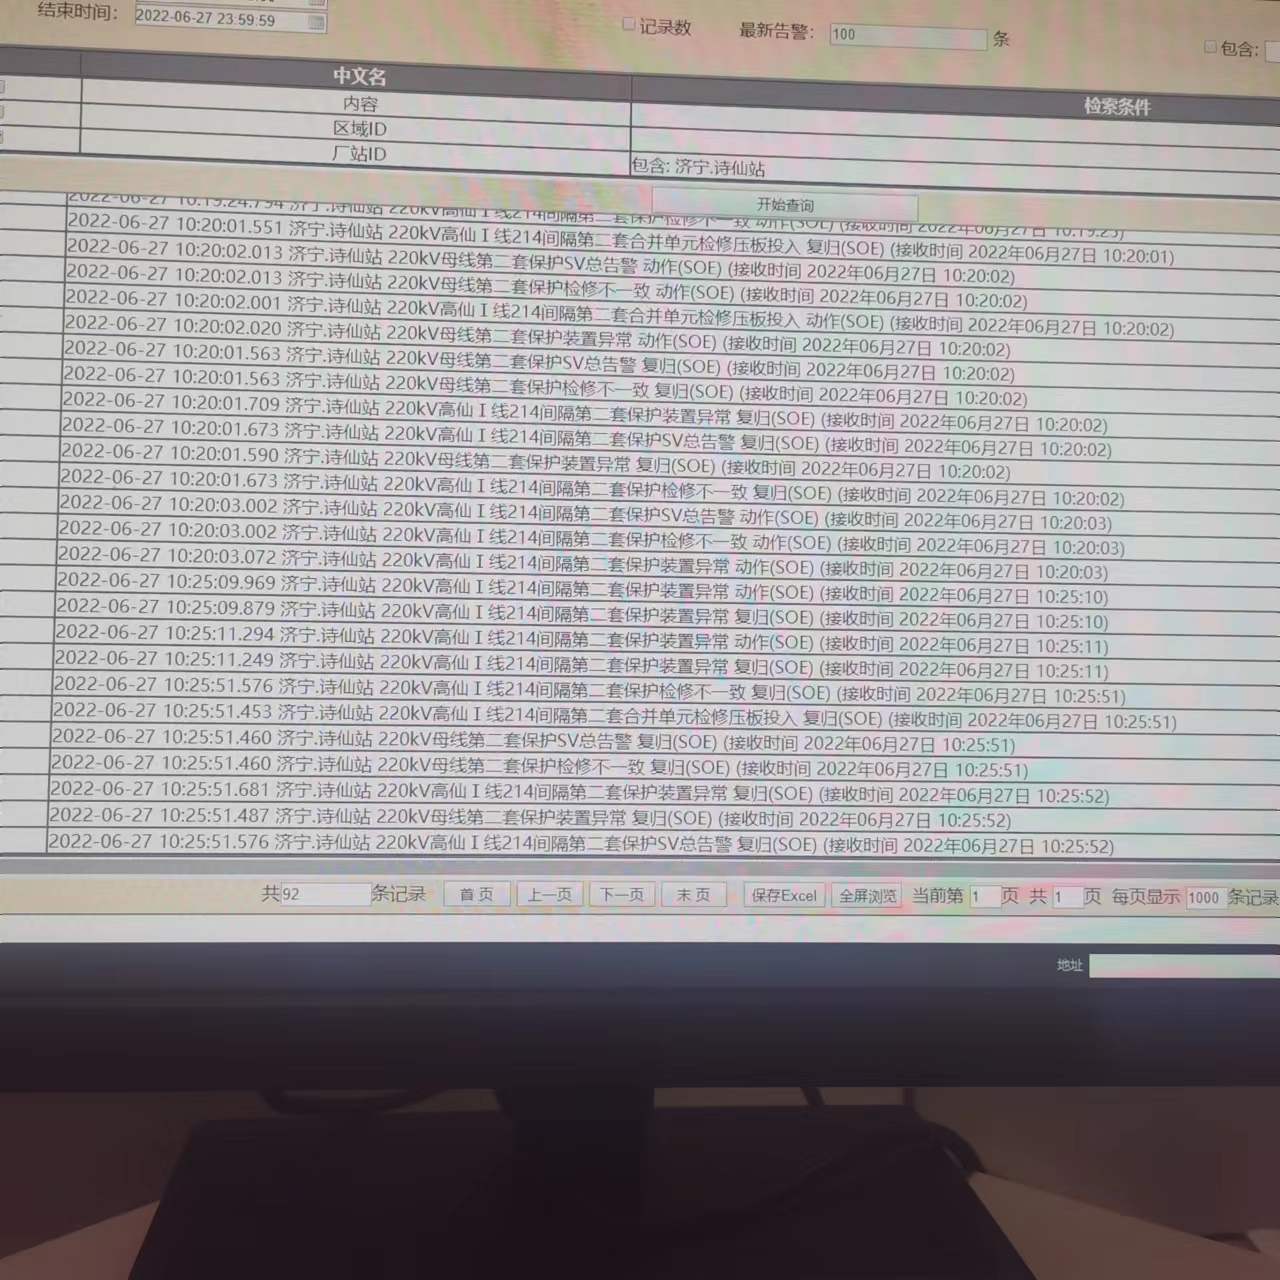 结束时间: 2022-06-27 23:59:59 记录数 最新告警: 100 条 包含:
中文名 检索条件
内容
区域ID
厂站ID 包含: 济宁.诗仙站
开始查询
2022-06-27 10:19:24.794 济宁.诗仙站 220kV高仙Ⅰ线214间隔第二套保护检修不一致 动作(SOE) (接收时间 2022年06月27日 10:19:25)
2022-06-27 10:20:01.551 济宁.诗仙站 220kV高仙Ⅰ线214间隔第二套合并单元检修压板投入 复归(SOE) (接收时间 2022年06月27日 10:20:01)
2022-06-27 10:20:02.013 济宁.诗仙站 220kV母线第二套保护SV总告警 动作(SOE) (接收时间 2022年06月27日 10:20:02)
2022-06-27 10:20:02.013 济宁.诗仙站 220kV母线第二套保护检修不一致 动作(SOE) (接收时间 2022年06月27日 10:20:02)
2022-06-27 10:20:02.001 济宁.诗仙站 220kV高仙Ⅰ线214间隔第二套合并单元检修压板投入 动作(SOE) (接收时间 2022年06月27日 10:20:02)
2022-06-27 10:20:02.020 济宁.诗仙站 220kV母线第二套保护装置异常 动作(SOE) (接收时间 2022年06月27日 10:20:02)
2022-06-27 10:20:01.563 济宁.诗仙站 220kV母线第二套保护SV总告警 复归(SOE) (接收时间 2022年06月27日 10:20:02)
2022-06-27 10:20:01.563 济宁.诗仙站 220kV母线第二套保护检修不一致 复归(SOE) (接收时间 2022年06月27日 10:20:02)
2022-06-27 10:20:01.709 济宁.诗仙站 220kV高仙Ⅰ线214间隔第二套保护装置异常 复归(SOE) (接收时间 2022年06月27日 10:20:02)
2022-06-27 10:20:01.673 济宁.诗仙站 220kV高仙Ⅰ线214间隔第二套保护SV总告警 复归(SOE) (接收时间 2022年06月27日 10:20:02)
2022-06-27 10:20:01.590 济宁.诗仙站 220kV母线第二套保护装置异常 复归(SOE) (接收时间 2022年06月27日 10:20:02)
2022-06-27 10:20:01.673 济宁.诗仙站 220kV高仙Ⅰ线214间隔第二套保护检修不一致 复归(SOE) (接收时间 2022年06月27日 10:20:02)
2022-06-27 10:20:03.002 济宁.诗仙站 220kV高仙Ⅰ线214间隔第二套保护SV总告警 动作(SOE) (接收时间 2022年06月27日 10:20:03)
2022-06-27 10:20:03.002 济宁.诗仙站 220kV高仙Ⅰ线214间隔第二套保护检修不一致 动作(SOE) (接收时间 2022年06月27日 10:20:03)
2022-06-27 10:20:03.072 济宁.诗仙站 220kV高仙Ⅰ线214间隔第二套保护装置异常 动作(SOE) (接收时间 2022年06月27日 10:20:03)
2022-06-27 10:25:09.969 济宁.诗仙站 220kV高仙Ⅰ线214间隔第二套保护装置异常 动作(SOE) (接收时间 2022年06月27日 10:25:10)
2022-06-27 10:25:09.879 济宁.诗仙站 220kV高仙Ⅰ线214间隔第二套保护装置异常 复归(SOE) (接收时间 2022年06月27日 10:25:10)
2022-06-27 10:25:11.294 济宁.诗仙站 220kV高仙Ⅰ线214间隔第二套保护装置异常 动作(SOE) (接收时间 2022年06月27日 10:25:11)
2022-06-27 10:25:11.249 济宁.诗仙站 220kV高仙Ⅰ线214间隔第二套保护装置异常 复归(SOE) (接收时间 2022年06月27日 10:25:11)
2022-06-27 10:25:51.576 济宁.诗仙站 220kV高仙Ⅰ线214间隔第二套保护检修不一致 复归(SOE) (接收时间 2022年06月27日 10:25:51)
2022-06-27 10:25:51.453 济宁.诗仙站 220kV高仙Ⅰ线214间隔第二套合并单元检修压板投入 复归(SOE) (接收时间 2022年06月27日 10:25:51)
2022-06-27 10:25:51.460 济宁.诗仙站 220kV母线第二套保护SV总告警 复归(SOE) (接收时间 2022年06月27日 10:25:51)
2022-06-27 10:25:51.460 济宁.诗仙站 220kV母线第二套保护检修不一致 复归(SOE) (接收时间 2022年06月27日 10:25:51)
2022-06-27 10:25:51.681 济宁.诗仙站 220kV高仙Ⅰ线214间隔第二套保护装置异常 复归(SOE) (接收时间 2022年06月27日 10:25:52)
2022-06-27 10:25:51.487 济宁.诗仙站 220kV母线第二套保护装置异常 复归(SOE) (接收时间 2022年06月27日 10:25:52)
2022-06-27 10:25:51.576 济宁.诗仙站 220kV高仙Ⅰ线214间隔第二套保护SV总告警 复归(SOE) (接收时间 2022年06月27日 10:25:52)
共92条记录 首页 上一页 下一页 末页 保存Excel 全屏浏览 当前第 1 页 共 1 页 每页显示 1000 条记录
地址